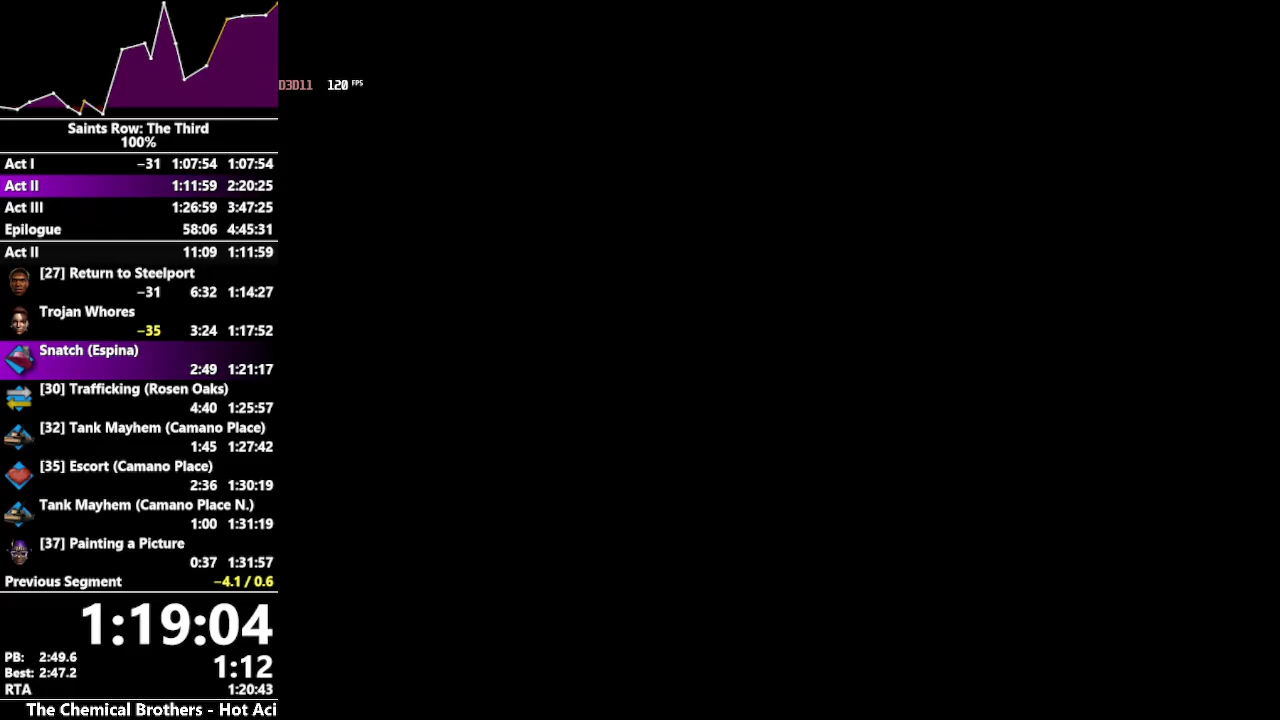 D3D11 120 FPS
Saints Row: The Third
100%
Act I −31 1:07:54 1:07:54
Act II 1:11:59 2:20:25
Act III 1:26:59 3:47:25
Epilogue 58:06 4:45:31
Act II 11:09 1:11:59
[27] Return to Steelport
−31 6:32 1:14:27
Trojan Whores
−35 3:24 1:17:52
Snatch (Espina)
2:49 1:21:17
[30] Trafficking (Rosen Oaks)
4:40 1:25:57
[32] Tank Mayhem (Camano Place)
1:45 1:27:42
[35] Escort (Camano Place)
2:36 1:30:19
Tank Mayhem (Camano Place N.)
1:00 1:31:19
[37] Painting a Picture
0:37 1:31:57
Previous Segment −4.1 / 0.6
1:19:04
PB: 2:49.6
Best: 2:47.2
1:12
RTA 1:20:43
The Chemical Brothers - Hot Aci